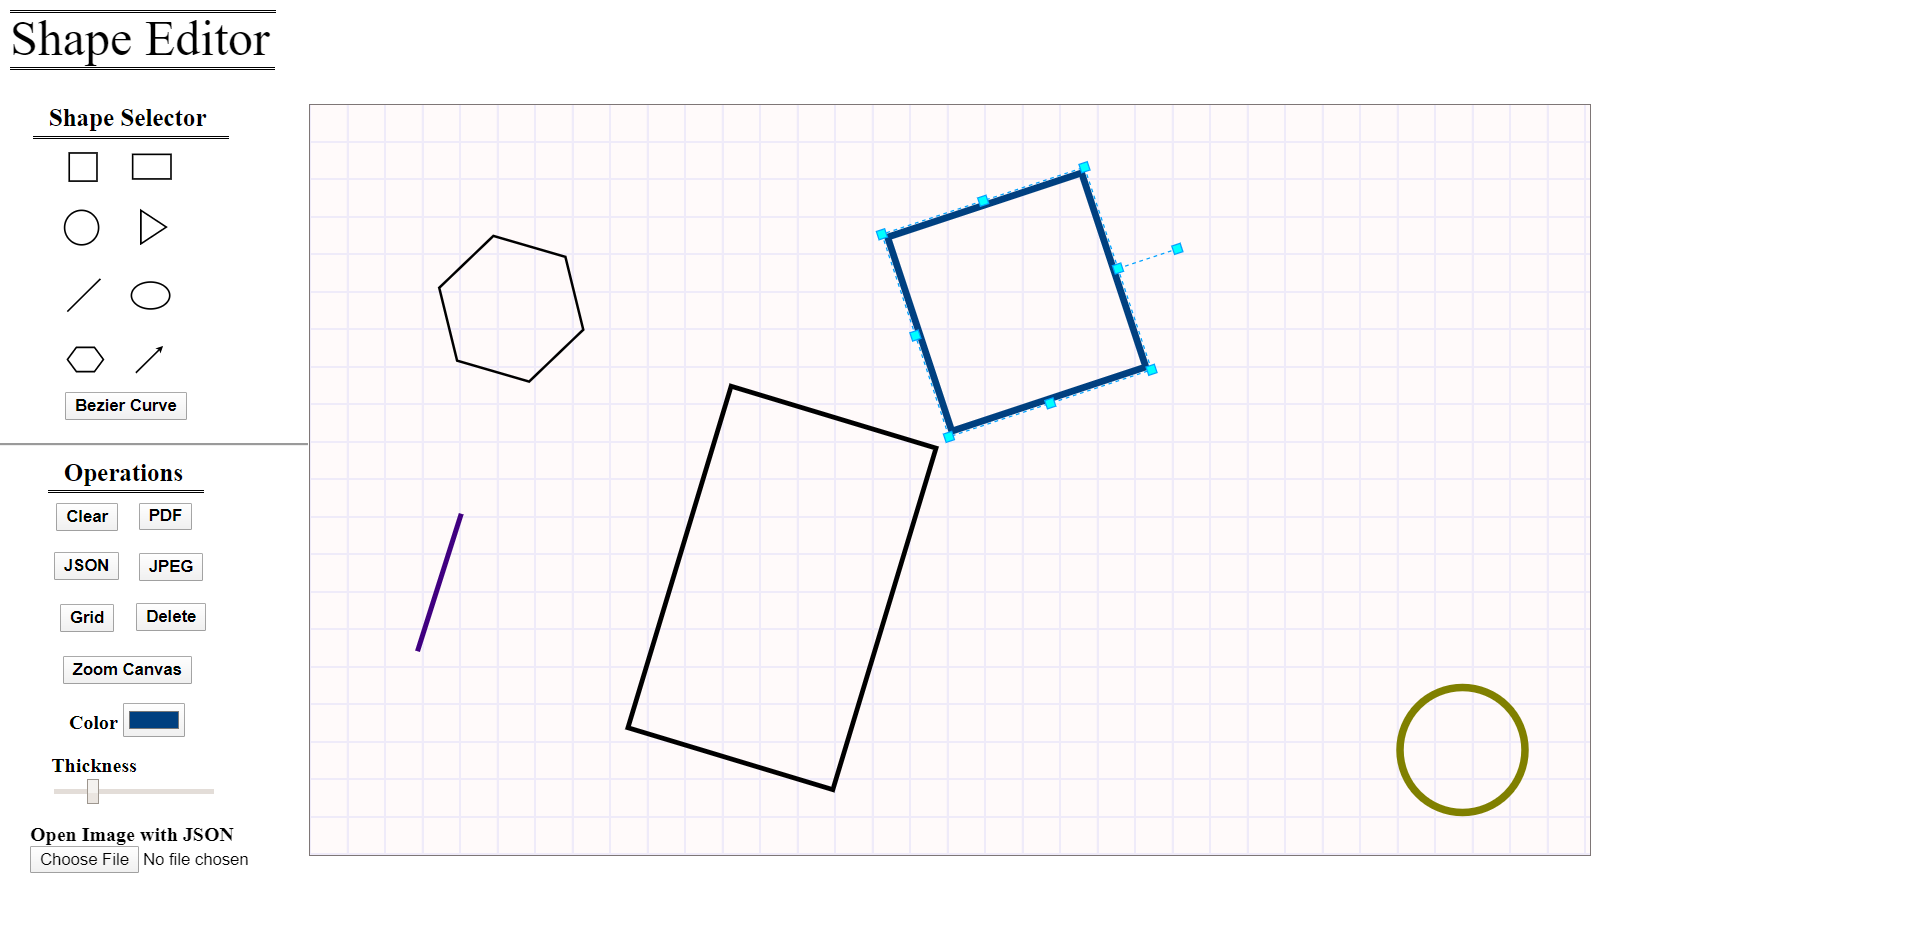 Shape Editor
Shape Selector
Bezier Curve
Operations
Clear PDF
JSON JPEG
Grid Delete
Zoom Canvas
Color
Thickness
Open Image with JSON
Choose File No file chosen